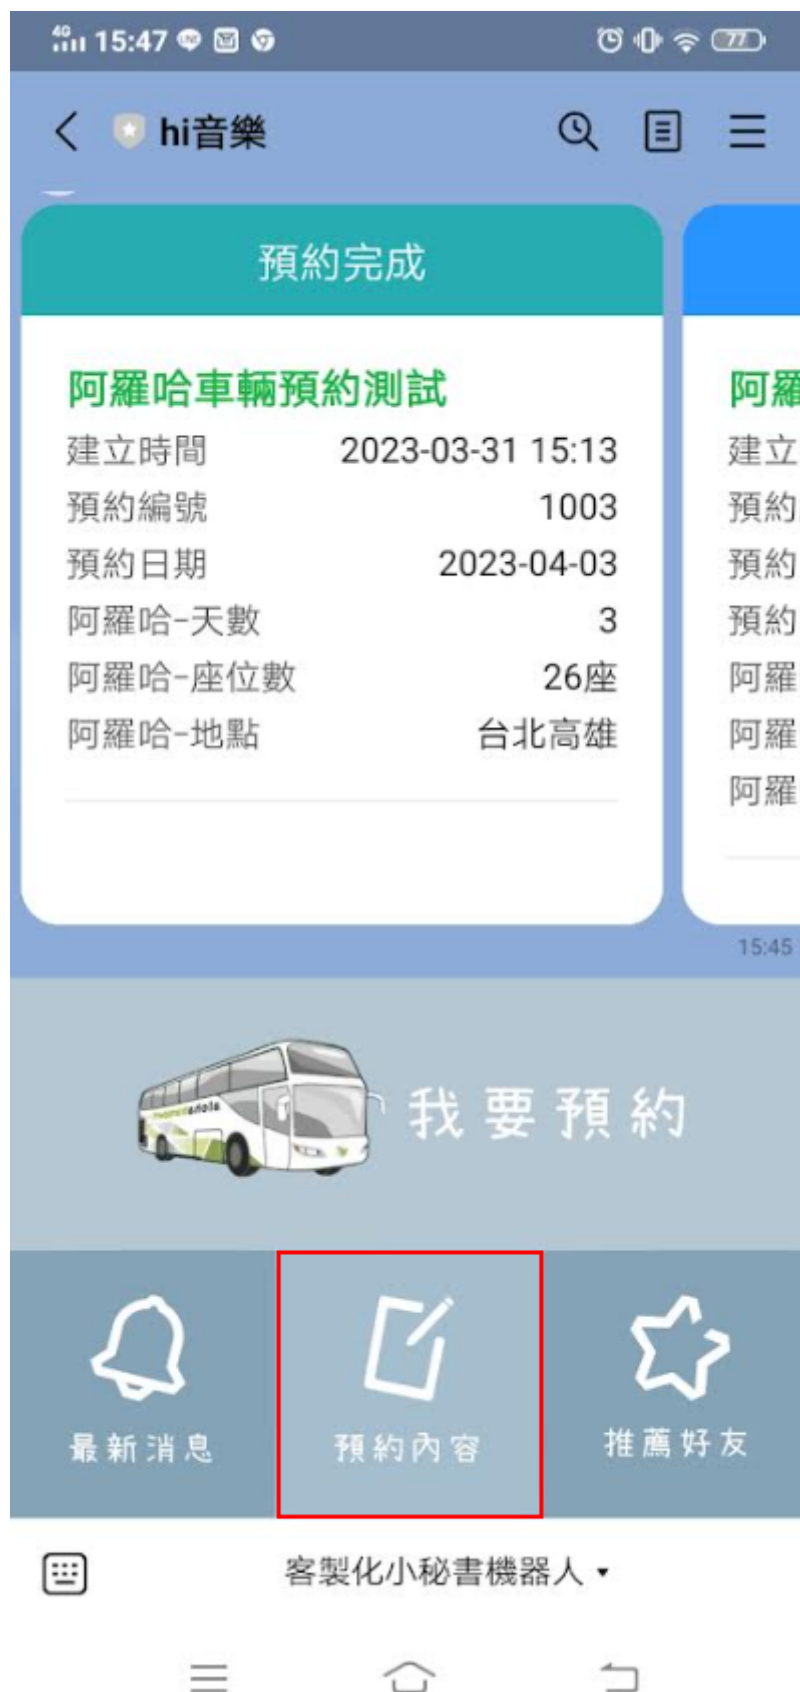 4G 15:47 LINE 77
hi音樂
預約完成
阿羅哈車輛預約測試
建立時間 2023-03-31 15:13
預約編號 1003
預約日期 2023-04-03
阿羅哈-天數 3
阿羅哈-座位數 26座
阿羅哈-地點 台北高雄
阿羅
建立
預約
預約
預約
阿羅
阿羅
阿羅
15:45
我要預約
最新消息
預約內容
推薦好友
客製化小秘書機器人